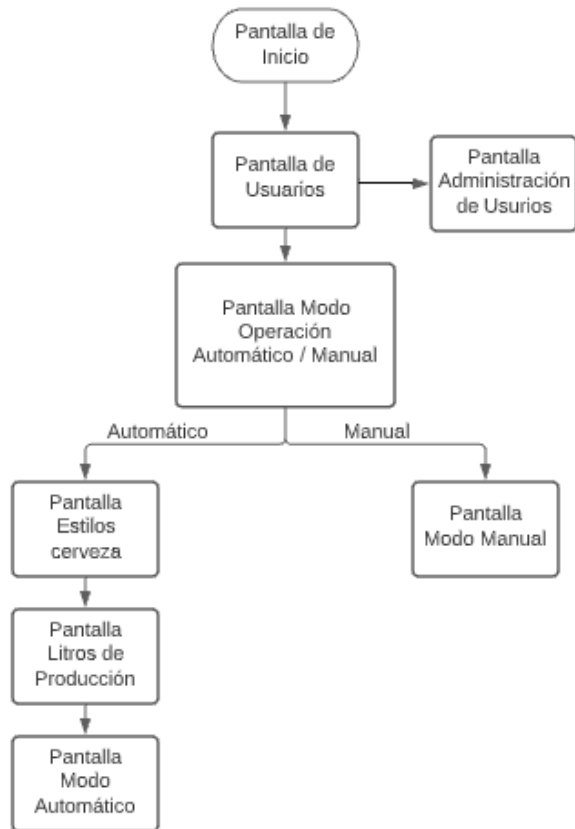 Pantalla de
Inicio
Pantalla de
Usuarios
Pantalla
Administración
de Usurios
Pantalla Modo
Operación
Automático / Manual
Automático
Manual
Pantalla
Estilos
cerveza
Pantalla
Modo Manual
Pantalla
Litros de
Producción
Pantalla
Modo
Automático